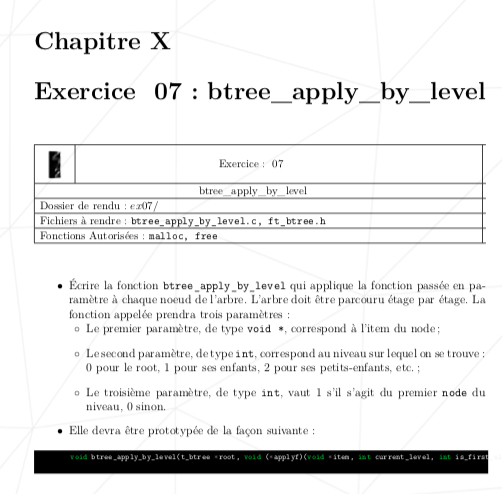 Chapitre X
Exercice 07 : btree_apply_by_level
Exercice : 07
btree_apply_by_level
Dossier de rendu : ex07/
Fichiers à rendre : btree_apply_by_level.c, ft_btree.h
Fonctions Autorisées : malloc, free
• Écrire la fonction btree_apply_by_level qui applique la fonction passée en pa-
ramètre à chaque noeud de l'arbre. L'arbre doit être parcouru étage par étage. La
fonction appelée prendra trois paramètres :
◦ Le premier paramètre, de type void *, correspond à l'item du node ;
◦ Le second paramètre, de type int, correspond au niveau sur lequel on se trouve :
0 pour le root, 1 pour ses enfants, 2 pour ses petits-enfants, etc. ;
◦ Le troisième paramètre, de type int, vaut 1 s'il s'agit du premier node du
niveau, 0 sinon.
• Elle devra être prototypée de la façon suivante :
void btree_apply_by_level(t_btree *root, void (*applyf)(void *item, int current_level, int is_first